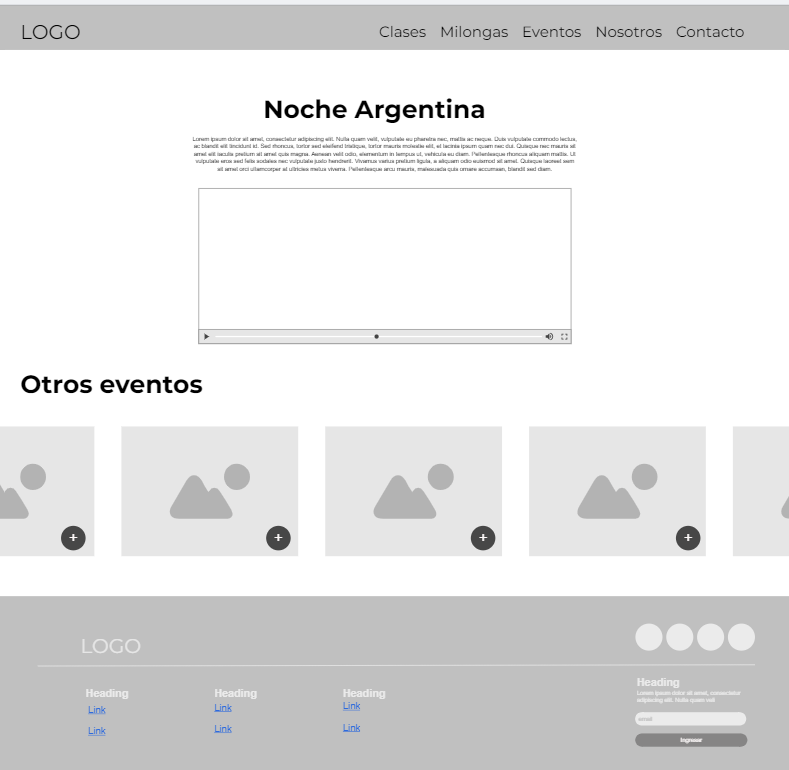 LOGO
Clases Milongas Eventos Nosotros Contacto
Noche Argentina
Lorem ipsum dolor sit amet, consectetur adipiscing elit. Nulla quam velit, vulputate eu pharetra nec, mattis ac neque. Duis vulputate commodo lectus,
ac blandit elit tincidunt id. Sed rhoncus, tortor sed eleifend tristique, tortor mauris molestie elit, et lacinia ipsum quam nec dui. Quisque nec mauris sit
amet elit iaculis pretium sit amet quis magna. Aenean velit odio, elementum in tempus ut, vehicula eu diam. Pellentesque rhoncus aliquam mattis. Ut
vulputate eros sed felis sodales nec vulputate justo hendrerit. Vivamus varius pretium ligula, a aliquam odio euismod sit amet. Quisque laoreet sem
sit amet orci ullamcorper at ultricies metus viverra. Pellentesque arcu mauris, malesuada quis ornare accumsan, blandit sed diam.
Otros eventos
LOGO
Heading
Link
Link
Heading
Link
Link
Heading
Link
Link
Heading
Lorem ipsum dolor sit amet, consectetur
adipiscing elit. Nulla quam velit
email
Ingresar